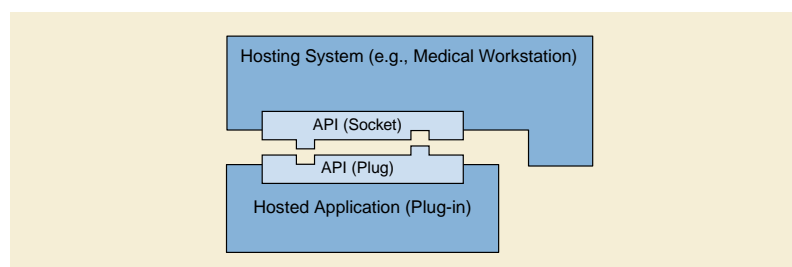 Hosting System (e.g., Medical Workstation)
API (Socket)
API (Plug)
Hosted Application (Plug-in)